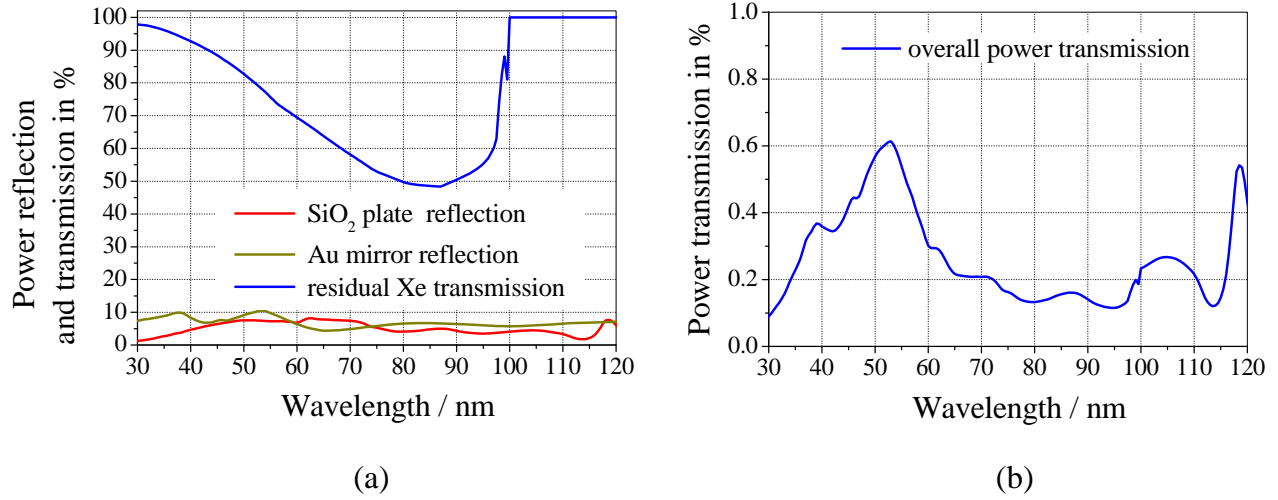 Power reflection
and transmission in %
100
90
80
70
60
50
40
30
20
10
0
SiO₂ plate reflection
Au mirror reflection
residual Xe transmission
30 40 50 60 70 80 90 100 110 120
Wavelength / nm
(a)
Power transmission in %
1.0
0.8
0.6
0.4
0.2
0.0
overall power transmission
30 40 50 60 70 80 90 100 110 120
Wavelength / nm
(b)